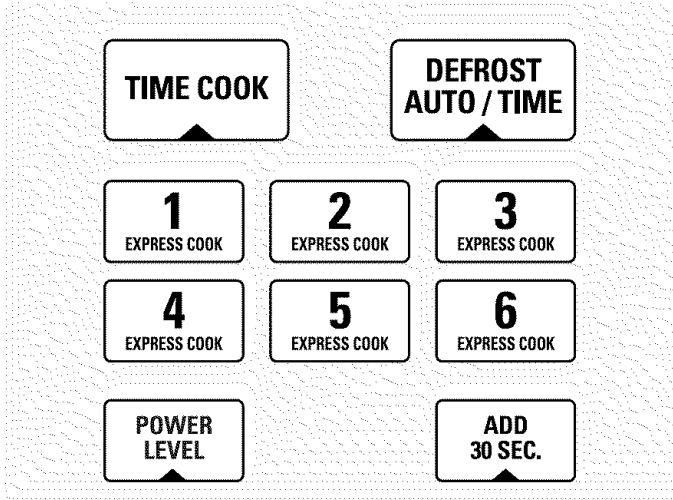 TIME COOK
DEFROST
AUTO / TIME
1
EXPRESS COOK
2
EXPRESS COOK
3
EXPRESS COOK
4
EXPRESS COOK
5
EXPRESS COOK
6
EXPRESS COOK
POWER
LEVEL
ADD
30 SEC.